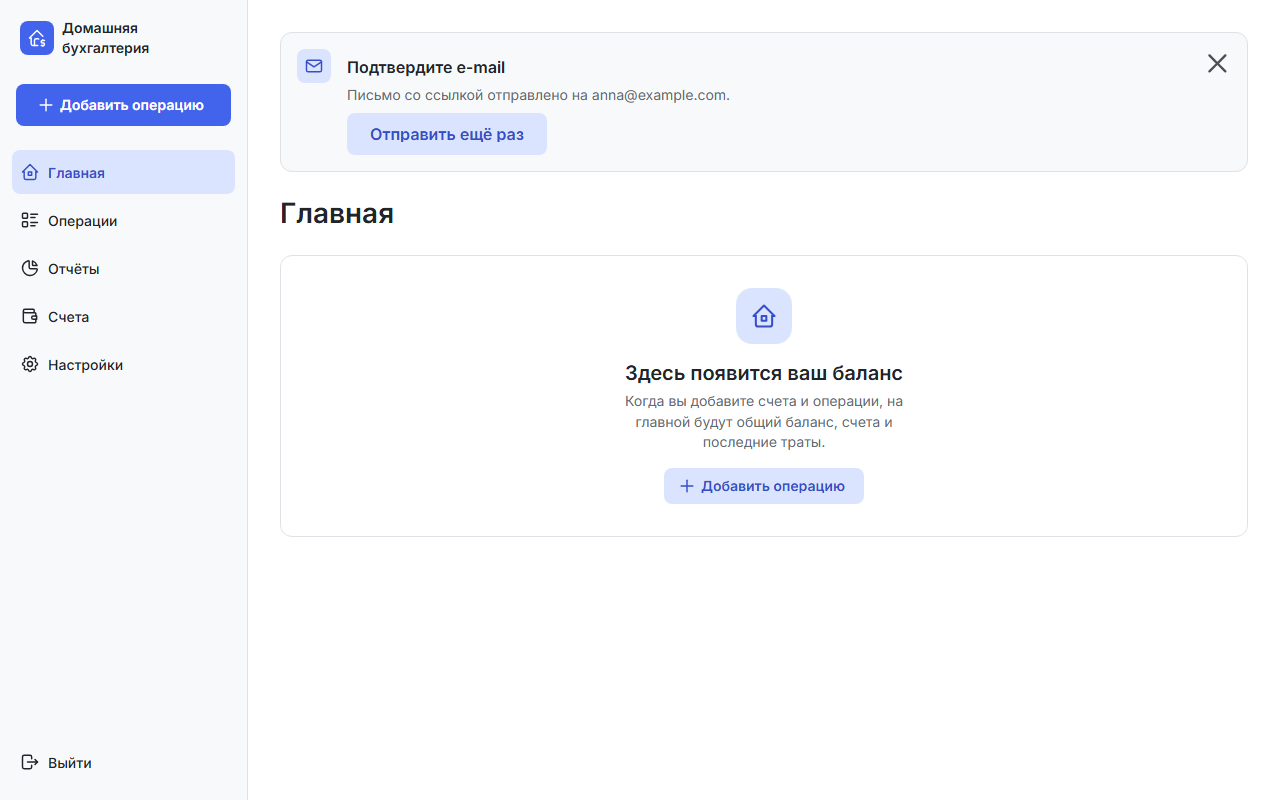 Домашняя
бухгалтерия
Добавить операцию
Главная
Операции
Отчёты
Счета
Настройки
Выйти
Подтвердите e-mail
Письмо со ссылкой отправлено на anna@example.com.
Отправить ещё раз
Главная
Здесь появится ваш баланс
Когда вы добавите счета и операции, на
главной будут общий баланс, счета и
последние траты.
Добавить операцию